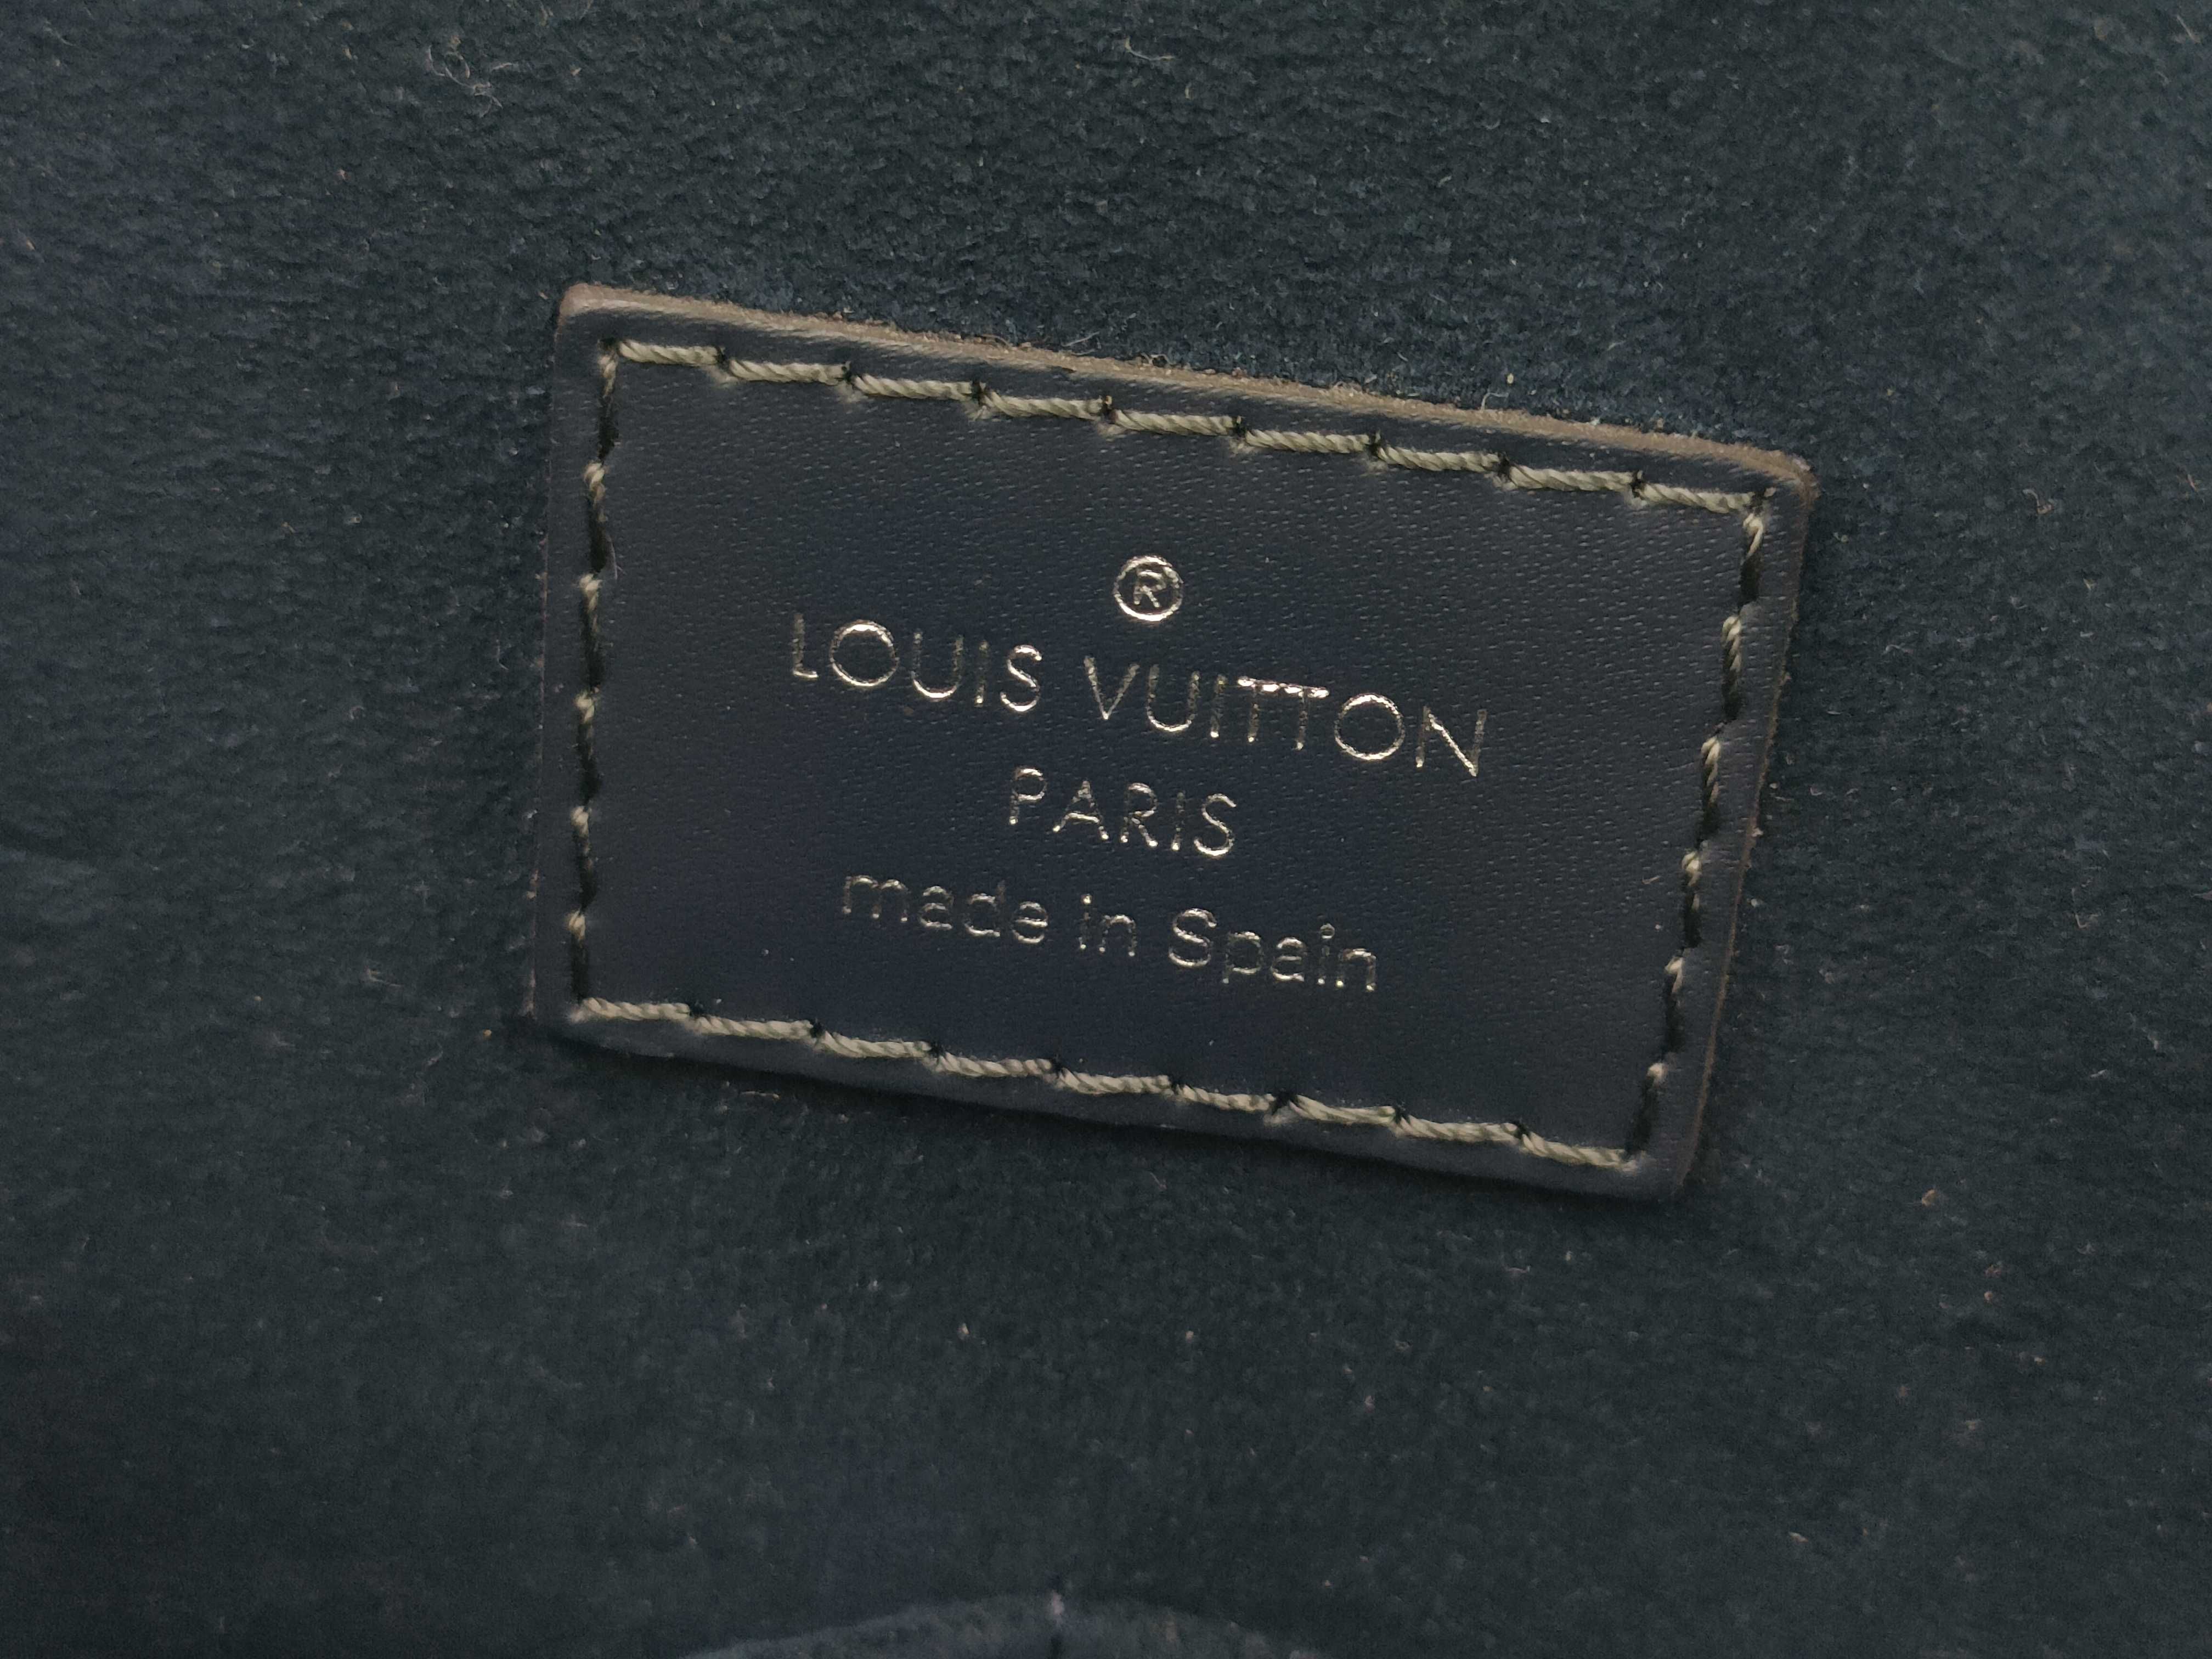 ®
LOUIS VUITTON
PARIS
made in Spain